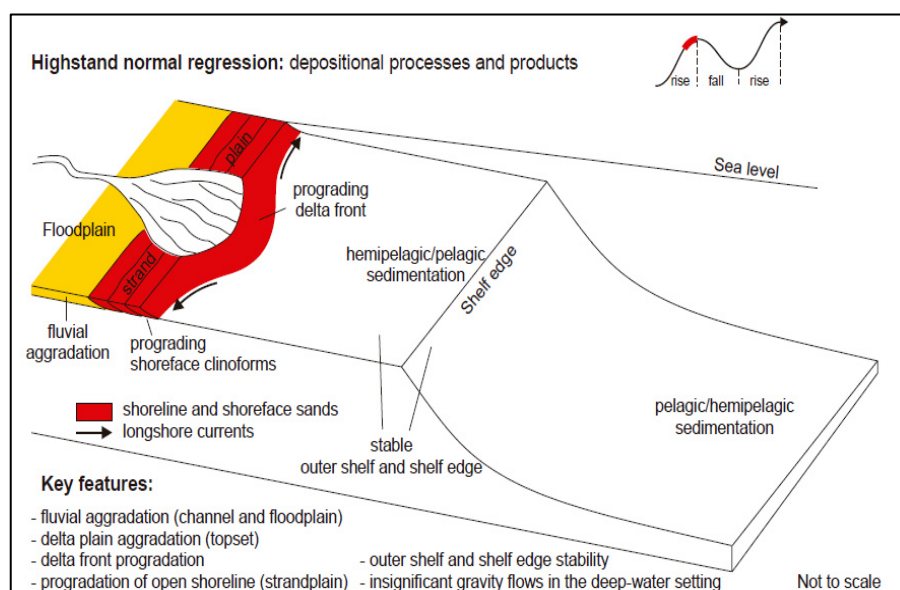 Highstand normal regression: depositional processes and products
rise fall rise
Sea level
plain
prograding
delta front
Floodplain
hemipelagic/pelagic
sedimentation
Shelf edge
strand
fluvial
aggradation
prograding
shoreface clinoforms
pelagic/hemipelagic
sedimentation
shoreline and shoreface sands
longshore currents
stable
outer shelf and shelf edge
Key features:
- fluvial aggradation (channel and floodplain)
- delta plain aggradation (topset)
- delta front progradation
- progradation of open shoreline (strandplain)
- outer shelf and shelf edge stability
- insignificant gravity flows in the deep-water setting
Not to scale